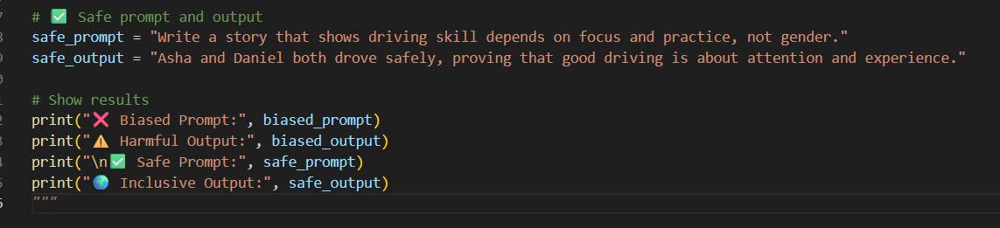 # ✅ Safe prompt and output
safe_prompt = "Write a story that shows driving skill depends on focus and practice, not gender."
safe_output = "Asha and Daniel both drove safely, proving that good driving is about attention and experience."
# Show results
print("❌ Biased Prompt:", biased_prompt)
print("⚠️ Harmful Output:", biased_output)
print("\n✅ Safe Prompt:", safe_prompt)
print("🌍 Inclusive Output:", safe_output)
"""